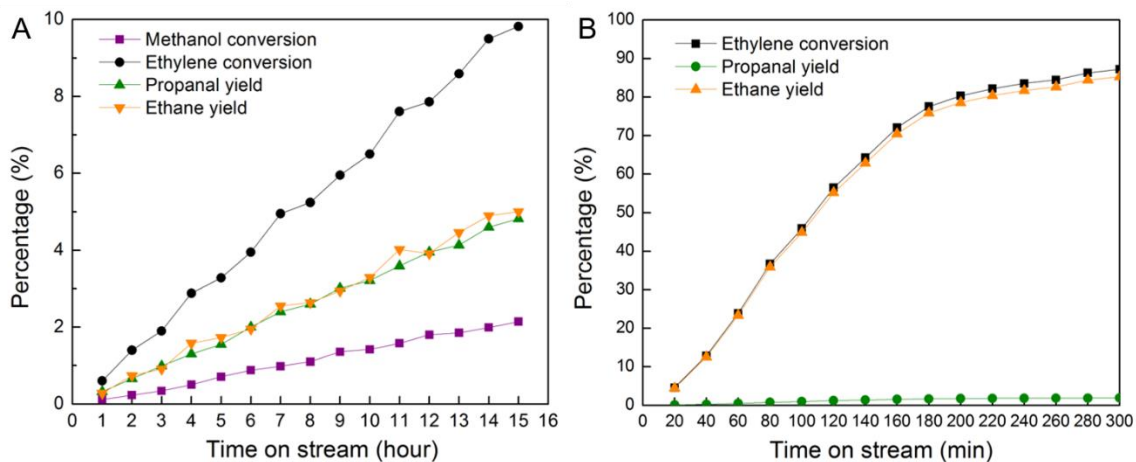 A
Methanol conversion
Ethylene conversion
Propanal yield
Ethane yield
Percentage (%)
10
8
6
4
2
0
0 1 2 3 4 5 6 7 8 9 10 11 12 13 14 15 16
Time on stream (hour)
B
Ethylene conversion
Propanal yield
Ethane yield
Percentage (%)
100
90
80
70
60
50
40
30
20
10
0
0 20 40 60 80 100 120 140 160 180 200 220 240 260 280 300
Time on stream (min)